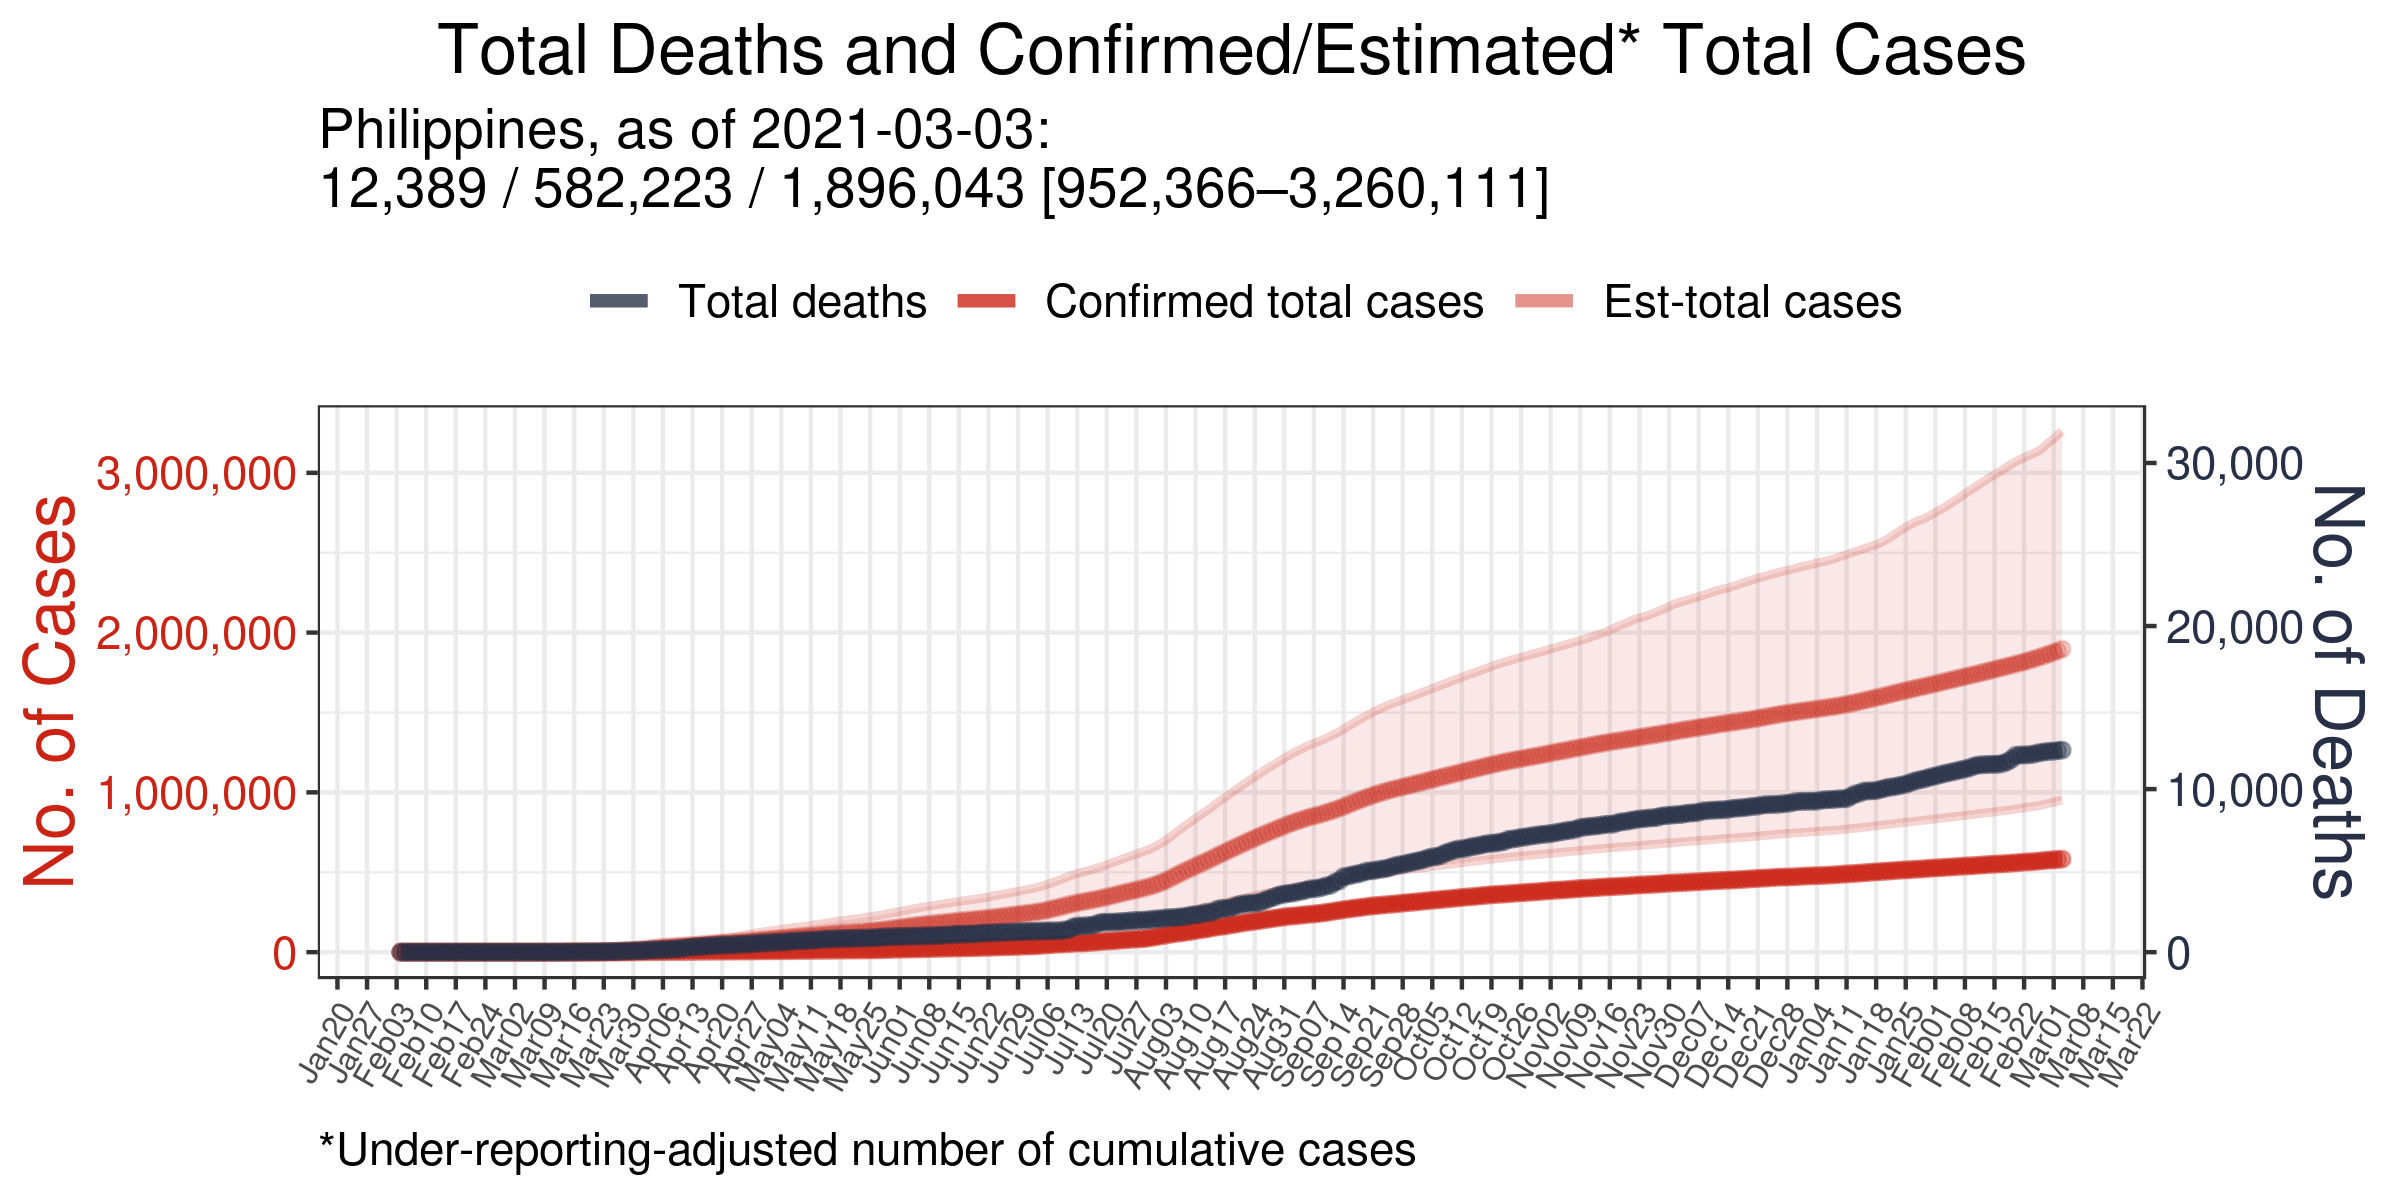 Total Deaths and Confirmed/Estimated* Total Cases
Philippines, as of 2021-03-03:
12,389 / 582,223 / 1,896,043 [952,366–3,260,111]
Total deaths
Confirmed total cases
Est-total cases
No. of Cases
3,000,000
2,000,000
1,000,000
0
30,000
20,000
10,000
0
No. of Deaths
Jan20
Jan27
Feb03
Feb10
Feb17
Feb24
Mar02
Mar09
Mar16
Mar23
Mar30
Apr06
Apr13
Apr20
Apr27
May04
May11
May18
May25
Jun01
Jun08
Jun15
Jun22
Jun29
Jul06
Jul13
Jul20
Jul27
Aug03
Aug10
Aug17
Aug24
Aug31
Sep07
Sep14
Sep21
Sep28
Oct05
Oct12
Oct19
Oct26
Nov02
Nov09
Nov16
Nov23
Nov30
Dec07
Dec14
Dec21
Dec28
Jan04
Jan11
Jan18
Jan25
Feb01
Feb08
Feb15
Feb22
Mar01
Mar08
Mar15
Mar22
*Under-reporting-adjusted number of cumulative cases